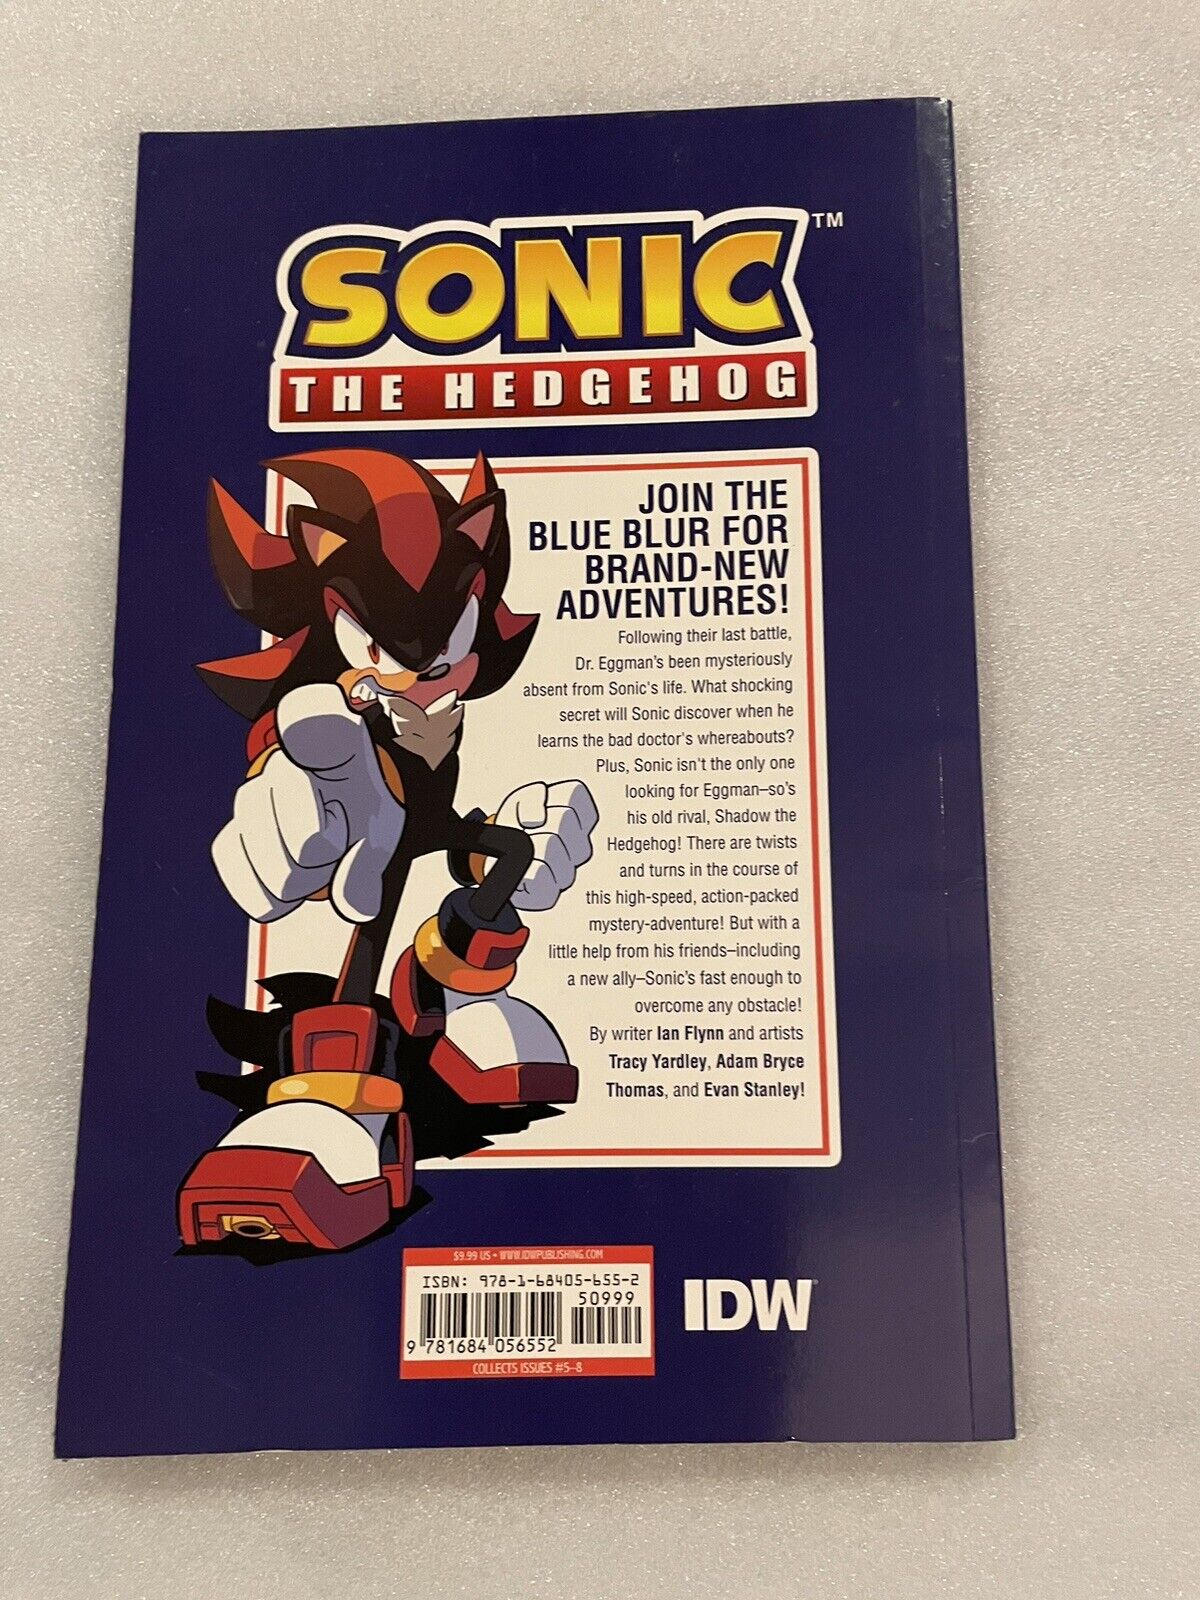 SONIC™
THE HEDGEHOG
JOIN THE
BLUE BLUR FOR
BRAND-NEW
ADVENTURES!
Following their last battle,
Dr. Eggman's been mysteriously
absent from Sonic's life. What shocking
secret will Sonic discover when he
learns the bad doctor's whereabouts?
Plus, Sonic isn't the only one
looking for Eggman–so's
his old rival, Shadow the
Hedgehog! There are twists
and turns in the course of
this high-speed, action-packed
mystery-adventure! But with a
little help from his friends–including
a new ally–Sonic's fast enough to
overcome any obstacle!
By writer Ian Flynn and artists
Tracy Yardley, Adam Bryce
Thomas, and Evan Stanley!
$9.99 US • WWW.IDWPUBLISHING.COM
ISBN: 978-1-68405-655-2
50999
9 781684 056552
COLLECTS ISSUES #5–8
IDW